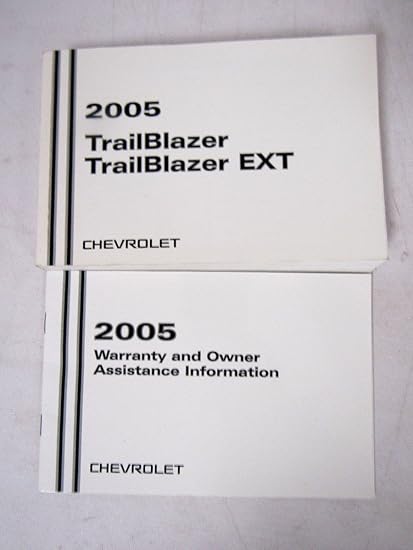 2005
TrailBlazer
TrailBlazer EXT
CHEVROLET
2005
Warranty and Owner
Assistance Information
CHEVROLET